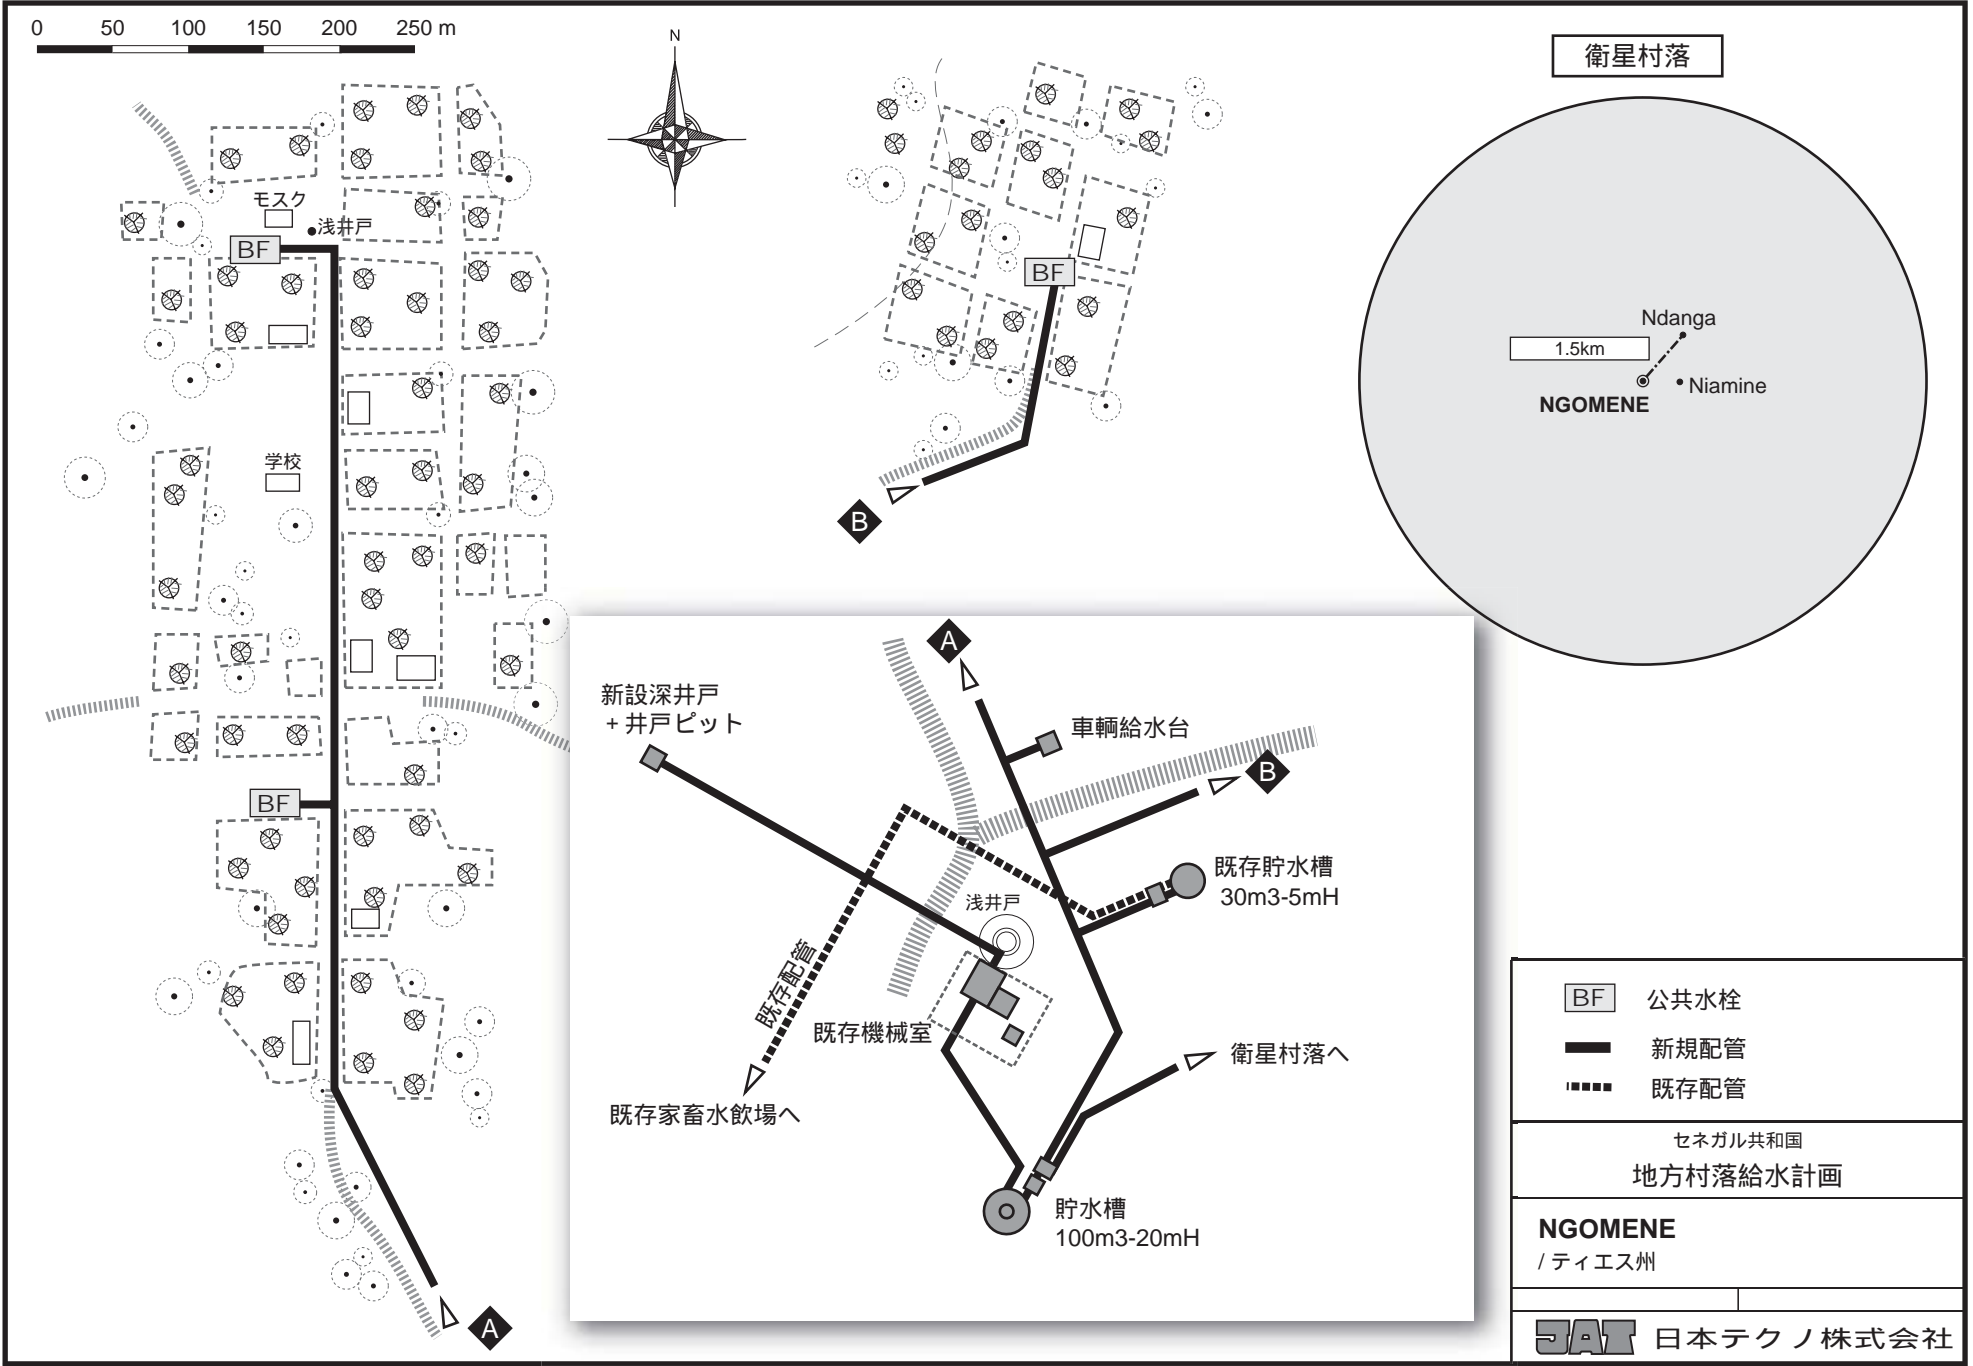 0 50 100 150 200 250 m
N
衛星村落
モスク
浅井戸
BF
BF
学校
BF
A
B
Ndanga
1.5km
Niamine
NGOMENE
A
新設深井戸
+ 井戸ピット
車輌給水台
B
既存貯水槽
30m3-5mH
浅井戸
既存配管
既存機械室
衛星村落へ
既存家畜水飲場へ
貯水槽
100m3-20mH
BF 公共水栓
新規配管
既存配管
セネガル共和国
地方村落給水計画
NGOMENE
/ ティエス州
JAT 日本テクノ株式会社